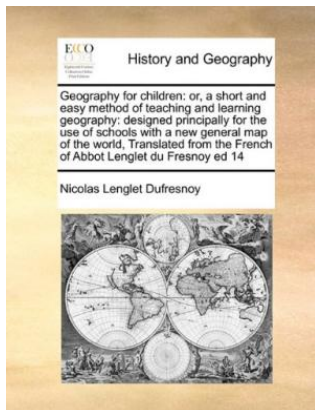 ECCO
History and Geography
Geography for children: or, a short and
easy method of teaching and learning
geography: designed principally for the
use of schools with a new general map
of the world, Translated from the French
of Abbot Lenglet du Fresnoy ed 14
Nicolas Lenglet Dufresnoy